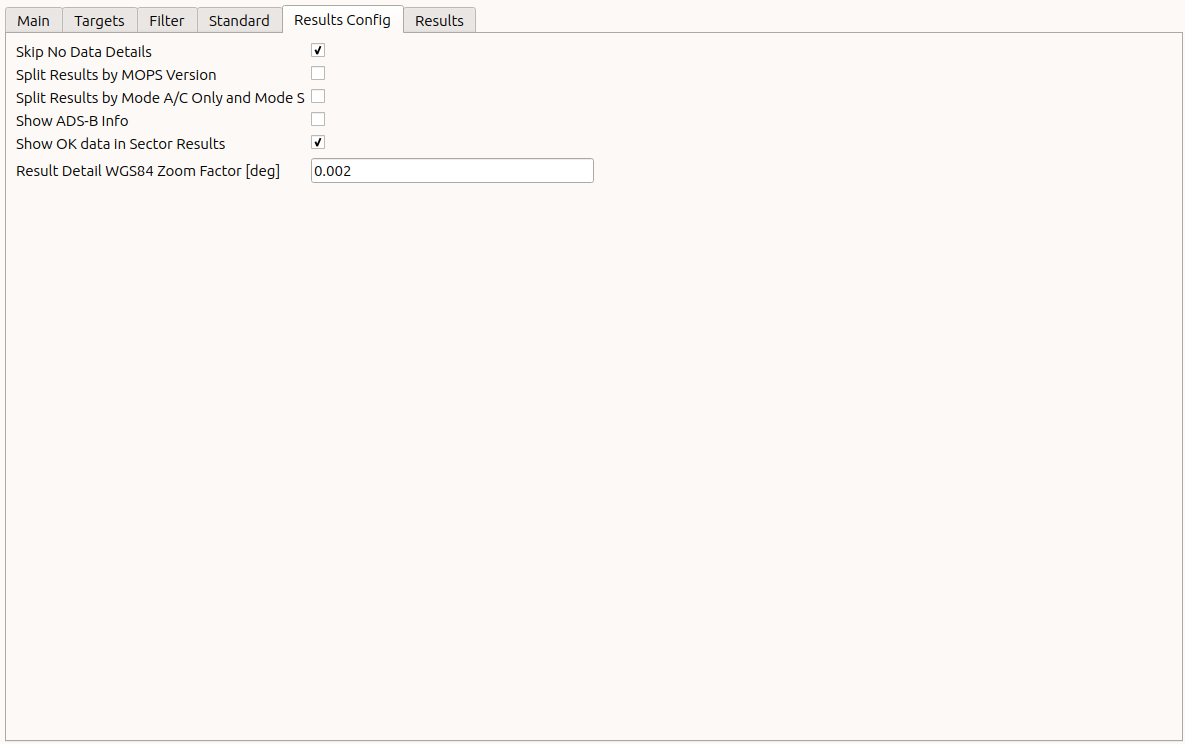 Main Targets Filter Standard Results Config Results
Skip No Data Details
Split Results by MOPS Version
Split Results by Mode A/C Only and Mode S
Show ADS-B Info
Show OK data in Sector Results
Result Detail WGS84 Zoom Factor [deg] 0.002